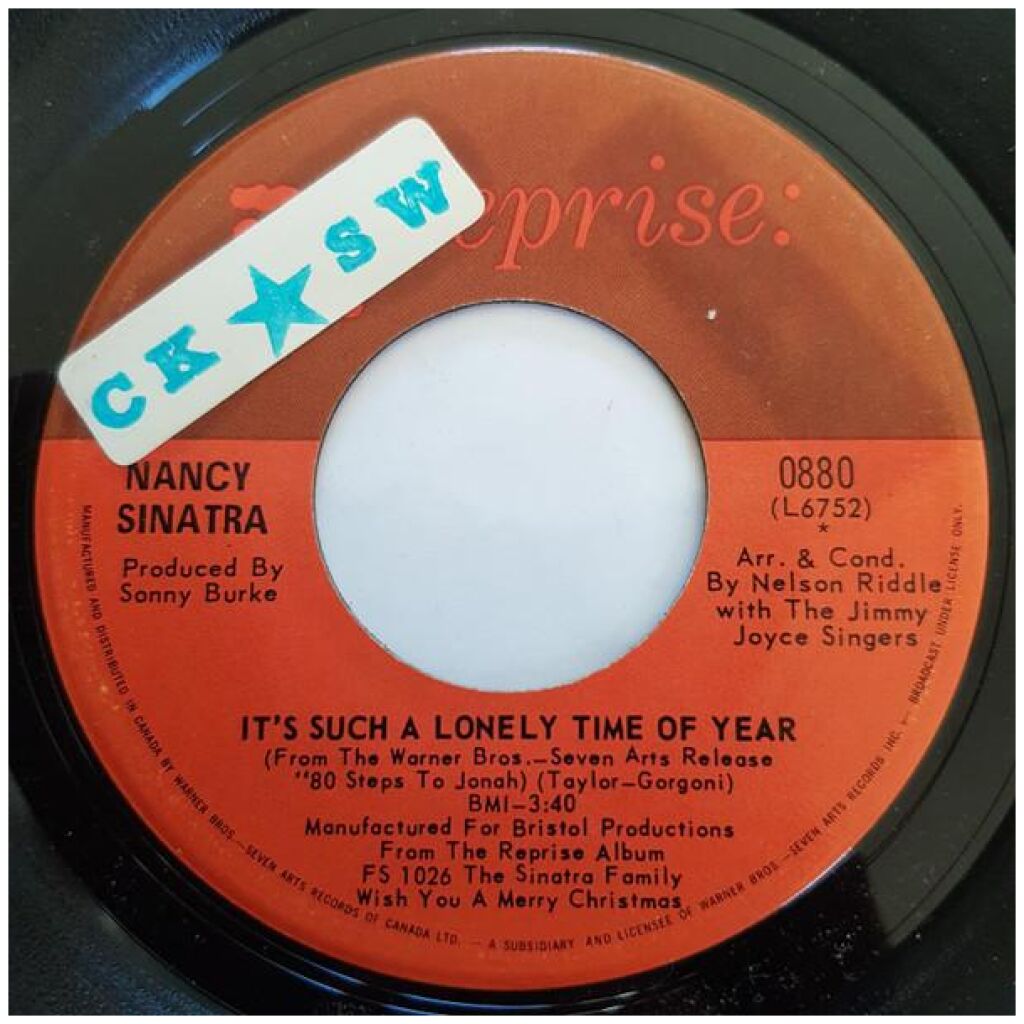 CK★SW
eprise:
NANCY
SINATRA
Produced By
Sonny Burke
0880
(L6752)
*
Arr. & Cond.
By Nelson Riddle
with The Jimmy
Joyce Singers
IT'S SUCH A LONELY TIME OF YEAR
(From The Warner Bros.—Seven Arts Release
"80 Steps To Jonah) (Taylor—Gorgoni)
BMI—3:40
Manufactured For Bristol Productions
From The Reprise Album
FS 1026 The Sinatra Family
Wish You A Merry Christmas
MANUFACTURED AND DISTRIBUTED IN CANADA BY WARNER BROS.—SEVEN ARTS RECORDS OF CANADA LTD. — A SUBSIDIARY AND LICENSEE OF WARNER BROS.—SEVEN ARTS RECORDS INC. — BROADCAST UNDER LICENSE ONLY.